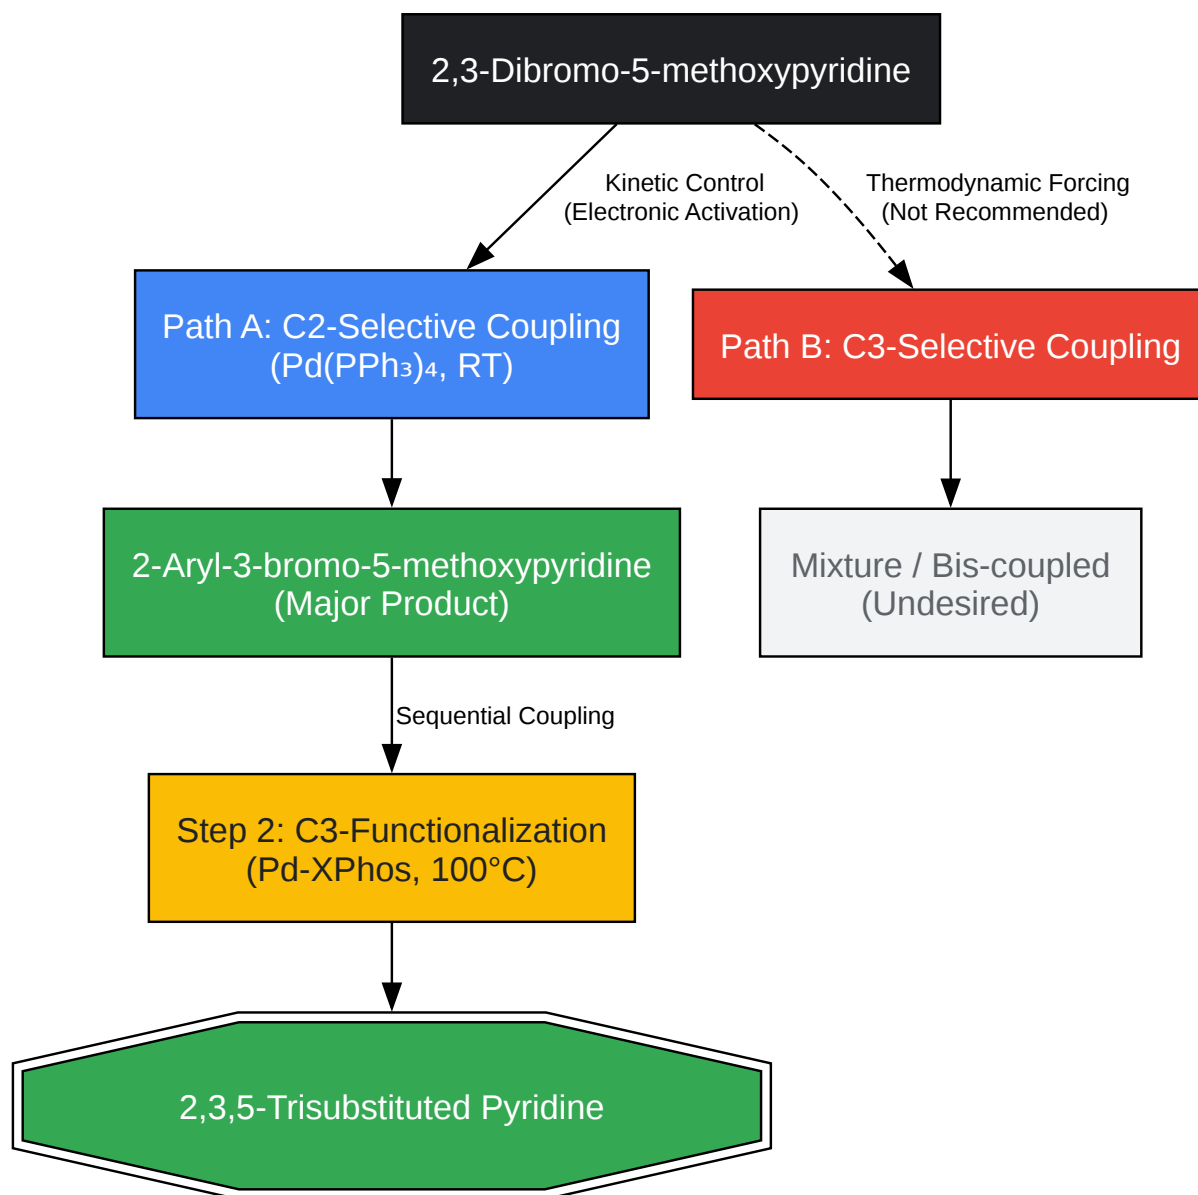 2,3-Dibromo-5-methoxypyridine
Kinetic Control
(Electronic Activation)
Thermodynamic Forcing
(Not Recommended)
Path A: C2-Selective Coupling
(Pd(PPh₃)₄, RT)
Path B: C3-Selective Coupling
2-Aryl-3-bromo-5-methoxypyridine
(Major Product)
Mixture / Bis-coupled
(Undesired)
Sequential Coupling
Step 2: C3-Functionalization
(Pd-XPhos, 100°C)
2,3,5-Trisubstituted Pyridine